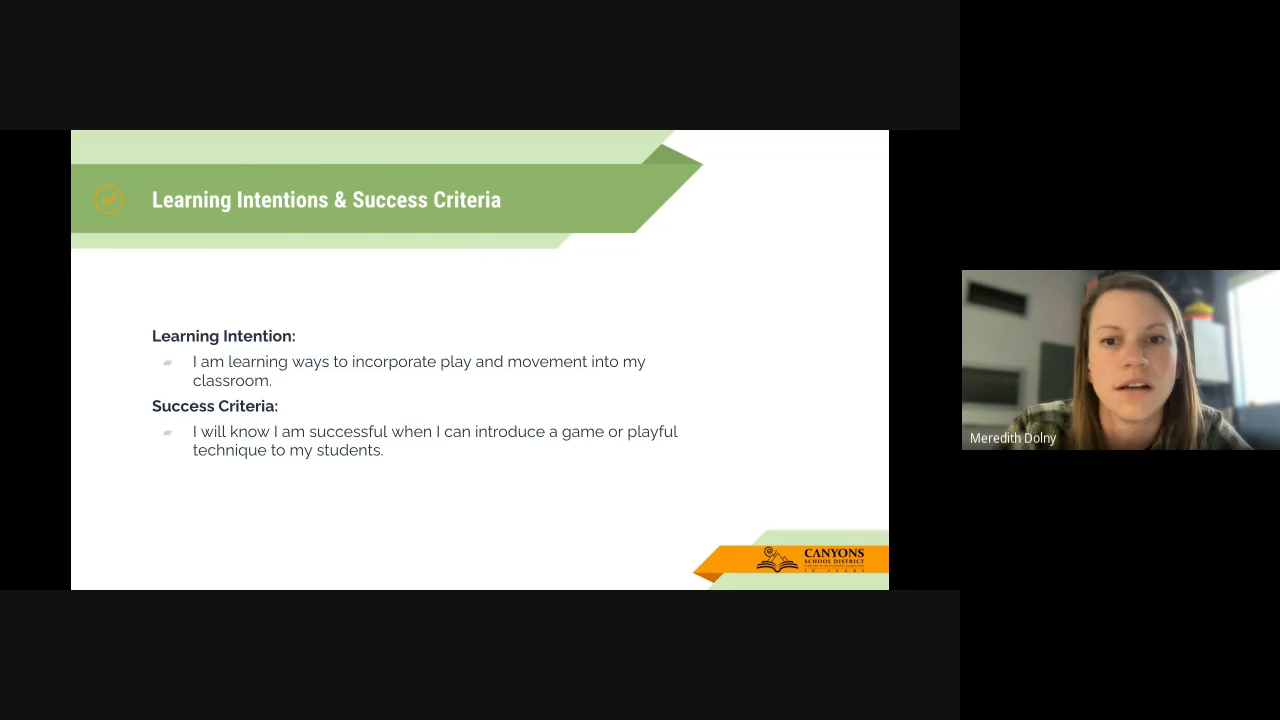 Learning Intentions & Success Criteria
Learning Intention:
I am learning ways to incorporate play and movement into my
classroom.
Success Criteria:
I will know I am successful when I can introduce a game or playful
technique to my students.
CANYONS
SCHOOL DISTRICT
Meredith Dolny